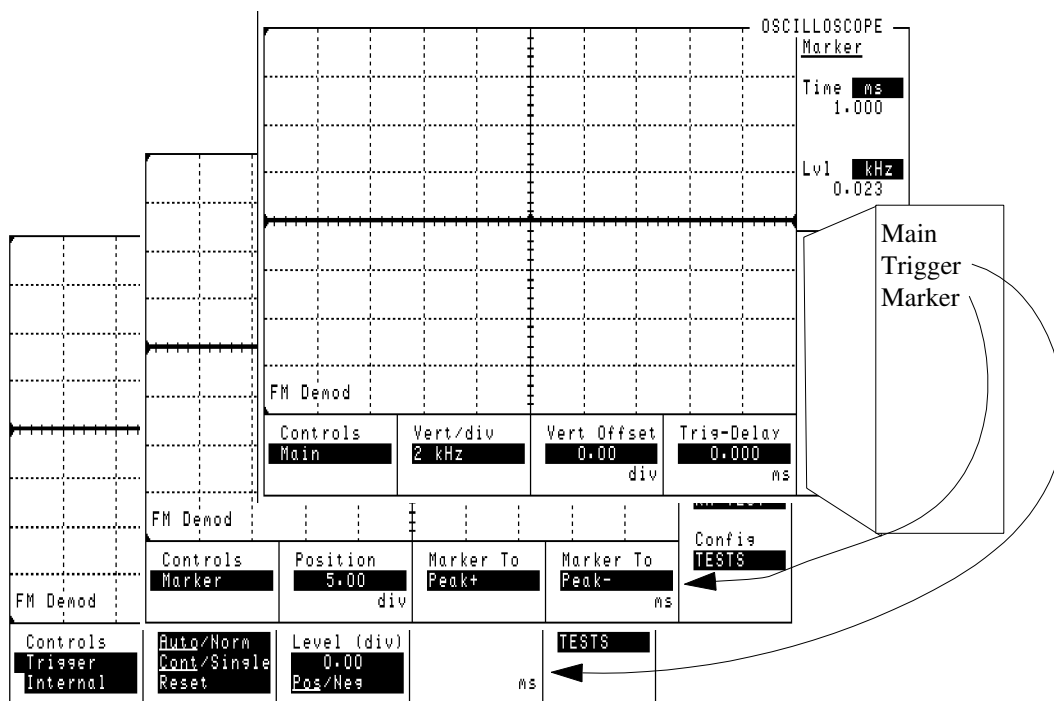 OSCILLOSCOPE
Marker
Time ms
1.000
Lvl kHz
0.023
Main
Trigger
Marker
FM Demod
Controls
Main
Vert/div
2 kHz
Vert Offset
0.00
div
Trig-Delay
0.000
ms
FM Demod
Config
TESTS
Controls
Marker
Position
5.00
div
Marker To
Peak+
Marker To
Peak-
ms
FM Demod
Controls
Trigger
Internal
Auto/Norm
Cont/Single
Reset
Level (div)
0.00
Pos/Neg
ms
TESTS